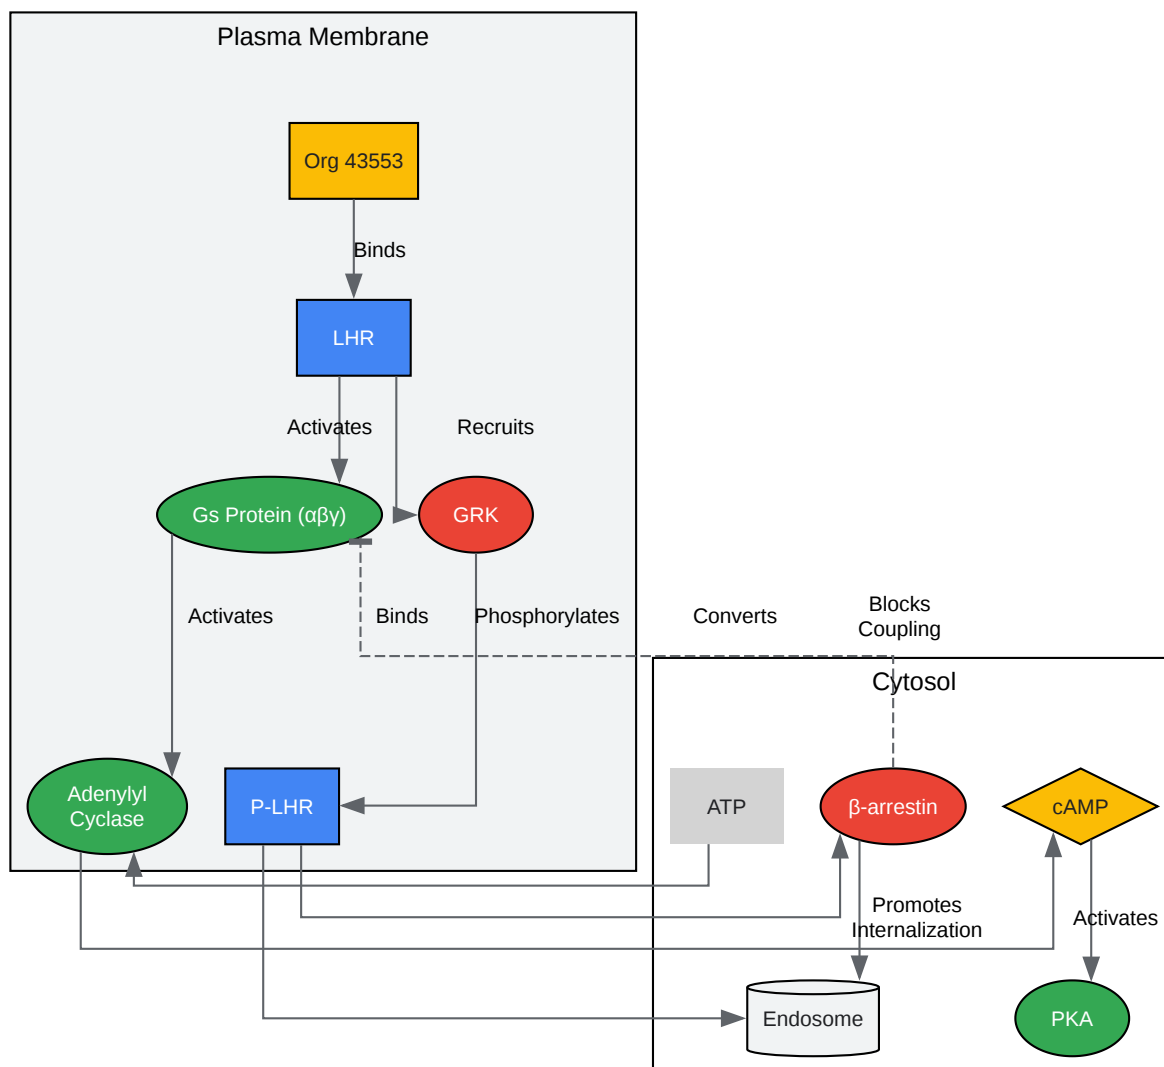 Plasma Membrane
Org 43553
Binds
LHR
Activates
Recruits
Gs Protein (αβγ)
GRK
Activates
Binds
Phosphorylates
Converts
Blocks
Coupling
Cytosol
Adenylyl
Cyclase
P-LHR
ATP
β-arrestin
cAMP
Promotes
Internalization
Activates
Endosome
PKA